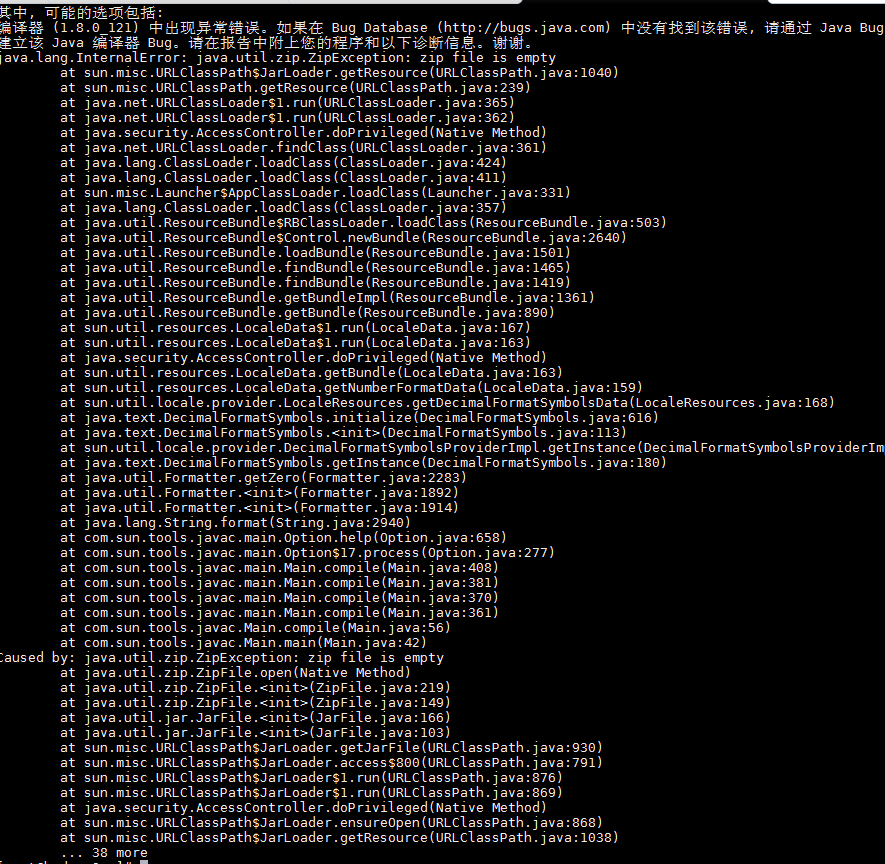 其中, 可能的选项包括:
编译器 (1.8.0_121) 中出现异常错误。如果在 Bug Database (http://bugs.java.com) 中没有找到该错误, 请通过 Java Bug
建立该 Java 编译器 Bug。请在报告中附上您的程序和以下诊断信息。谢谢。
java.lang.InternalError: java.util.zip.ZipException: zip file is empty
at sun.misc.URLClassPath$JarLoader.getResource(URLClassPath.java:1040)
at sun.misc.URLClassPath.getResource(URLClassPath.java:239)
at java.net.URLClassLoader$1.run(URLClassLoader.java:365)
at java.net.URLClassLoader$1.run(URLClassLoader.java:362)
at java.security.AccessController.doPrivileged(Native Method)
at java.net.URLClassLoader.findClass(URLClassLoader.java:361)
at java.lang.ClassLoader.loadClass(ClassLoader.java:424)
at java.lang.ClassLoader.loadClass(ClassLoader.java:411)
at sun.misc.Launcher$AppClassLoader.loadClass(Launcher.java:331)
at java.lang.ClassLoader.loadClass(ClassLoader.java:357)
at java.util.ResourceBundle$RBClassLoader.loadClass(ResourceBundle.java:503)
at java.util.ResourceBundle$Control.newBundle(ResourceBundle.java:2640)
at java.util.ResourceBundle.loadBundle(ResourceBundle.java:1501)
at java.util.ResourceBundle.findBundle(ResourceBundle.java:1465)
at java.util.ResourceBundle.findBundle(ResourceBundle.java:1419)
at java.util.ResourceBundle.getBundleImpl(ResourceBundle.java:1361)
at java.util.ResourceBundle.getBundle(ResourceBundle.java:890)
at sun.util.resources.LocaleData$1.run(LocaleData.java:167)
at sun.util.resources.LocaleData$1.run(LocaleData.java:163)
at java.security.AccessController.doPrivileged(Native Method)
at sun.util.resources.LocaleData.getBundle(LocaleData.java:163)
at sun.util.resources.LocaleData.getNumberFormatData(LocaleData.java:159)
at sun.util.locale.provider.LocaleResources.getDecimalFormatSymbolsData(LocaleResources.java:168)
at java.text.DecimalFormatSymbols.initialize(DecimalFormatSymbols.java:616)
at java.text.DecimalFormatSymbols.<init>(DecimalFormatSymbols.java:113)
at sun.util.locale.provider.DecimalFormatSymbolsProviderImpl.getInstance(DecimalFormatSymbolsProviderIm
at java.text.DecimalFormatSymbols.getInstance(DecimalFormatSymbols.java:180)
at java.util.Formatter.getZero(Formatter.java:2283)
at java.util.Formatter.<init>(Formatter.java:1892)
at java.util.Formatter.<init>(Formatter.java:1914)
at java.lang.String.format(String.java:2940)
at com.sun.tools.javac.main.Option.help(Option.java:658)
at com.sun.tools.javac.main.Option$17.process(Option.java:277)
at com.sun.tools.javac.main.Main.compile(Main.java:408)
at com.sun.tools.javac.main.Main.compile(Main.java:381)
at com.sun.tools.javac.main.Main.compile(Main.java:370)
at com.sun.tools.javac.main.Main.compile(Main.java:361)
at com.sun.tools.javac.Main.compile(Main.java:56)
at com.sun.tools.javac.Main.main(Main.java:42)
Caused by: java.util.zip.ZipException: zip file is empty
at java.util.zip.ZipFile.open(Native Method)
at java.util.zip.ZipFile.<init>(ZipFile.java:219)
at java.util.zip.ZipFile.<init>(ZipFile.java:149)
at java.util.jar.JarFile.<init>(JarFile.java:166)
at java.util.jar.JarFile.<init>(JarFile.java:103)
at sun.misc.URLClassPath$JarLoader.getJarFile(URLClassPath.java:930)
at sun.misc.URLClassPath$JarLoader.access$800(URLClassPath.java:791)
at sun.misc.URLClassPath$JarLoader$1.run(URLClassPath.java:876)
at sun.misc.URLClassPath$JarLoader$1.run(URLClassPath.java:869)
at java.security.AccessController.doPrivileged(Native Method)
at sun.misc.URLClassPath$JarLoader.ensureOpen(URLClassPath.java:868)
at sun.misc.URLClassPath$JarLoader.getResource(URLClassPath.java:1038)
... 38 more